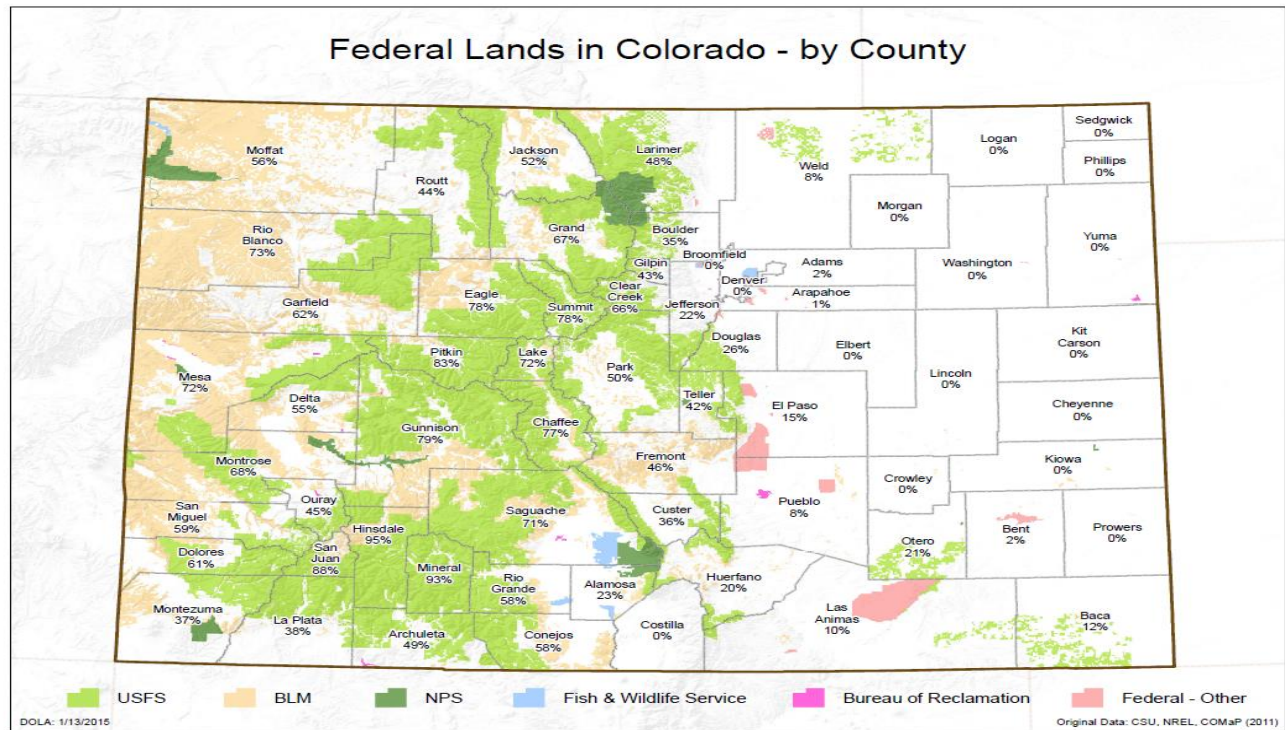 Federal Lands in Colorado - by County
Moffat
56%
Routt
44%
Jackson
52%
Larimer
48%
Weld
8%
Logan
0%
Sedgwick
0%
Phillips
0%
Morgan
0%
Yuma
0%
Rio
Blanco
73%
Grand
67%
Boulder
35%
Broomfield
0%
Gilpin
43%
Adams
2%
Washington
0%
Denver
0%
Arapahoe
1%
Garfield
62%
Eagle
78%
Summit
78%
Clear
Creek
66%
Jefferson
22%
Douglas
26%
Elbert
0%
Kit
Carson
0%
Pitkin
83%
Lake
72%
Park
50%
Lincoln
0%
Mesa
72%
Delta
55%
Teller
42%
El Paso
15%
Cheyenne
0%
Gunnison
79%
Chaffee
77%
Fremont
46%
Kiowa
0%
Montrose
68%
Crowley
0%
Ouray
45%
Saguache
71%
Custer
36%
Pueblo
8%
San
Miguel
59%
Hinsdale
95%
Bent
2%
Prowers
0%
Dolores
61%
San
Juan
88%
Mineral
93%
Otero
21%
Rio
Grande
58%
Alamosa
23%
Huerfano
20%
Montezuma
37%
La Plata
38%
Archuleta
49%
Conejos
58%
Costilla
0%
Las
Animas
10%
Baca
12%
USFS
BLM
NPS
Fish & Wildlife Service
Bureau of Reclamation
Federal - Other
DOLA: 1/13/2015
Original Data: CSU, NREL, COMaP (2011)